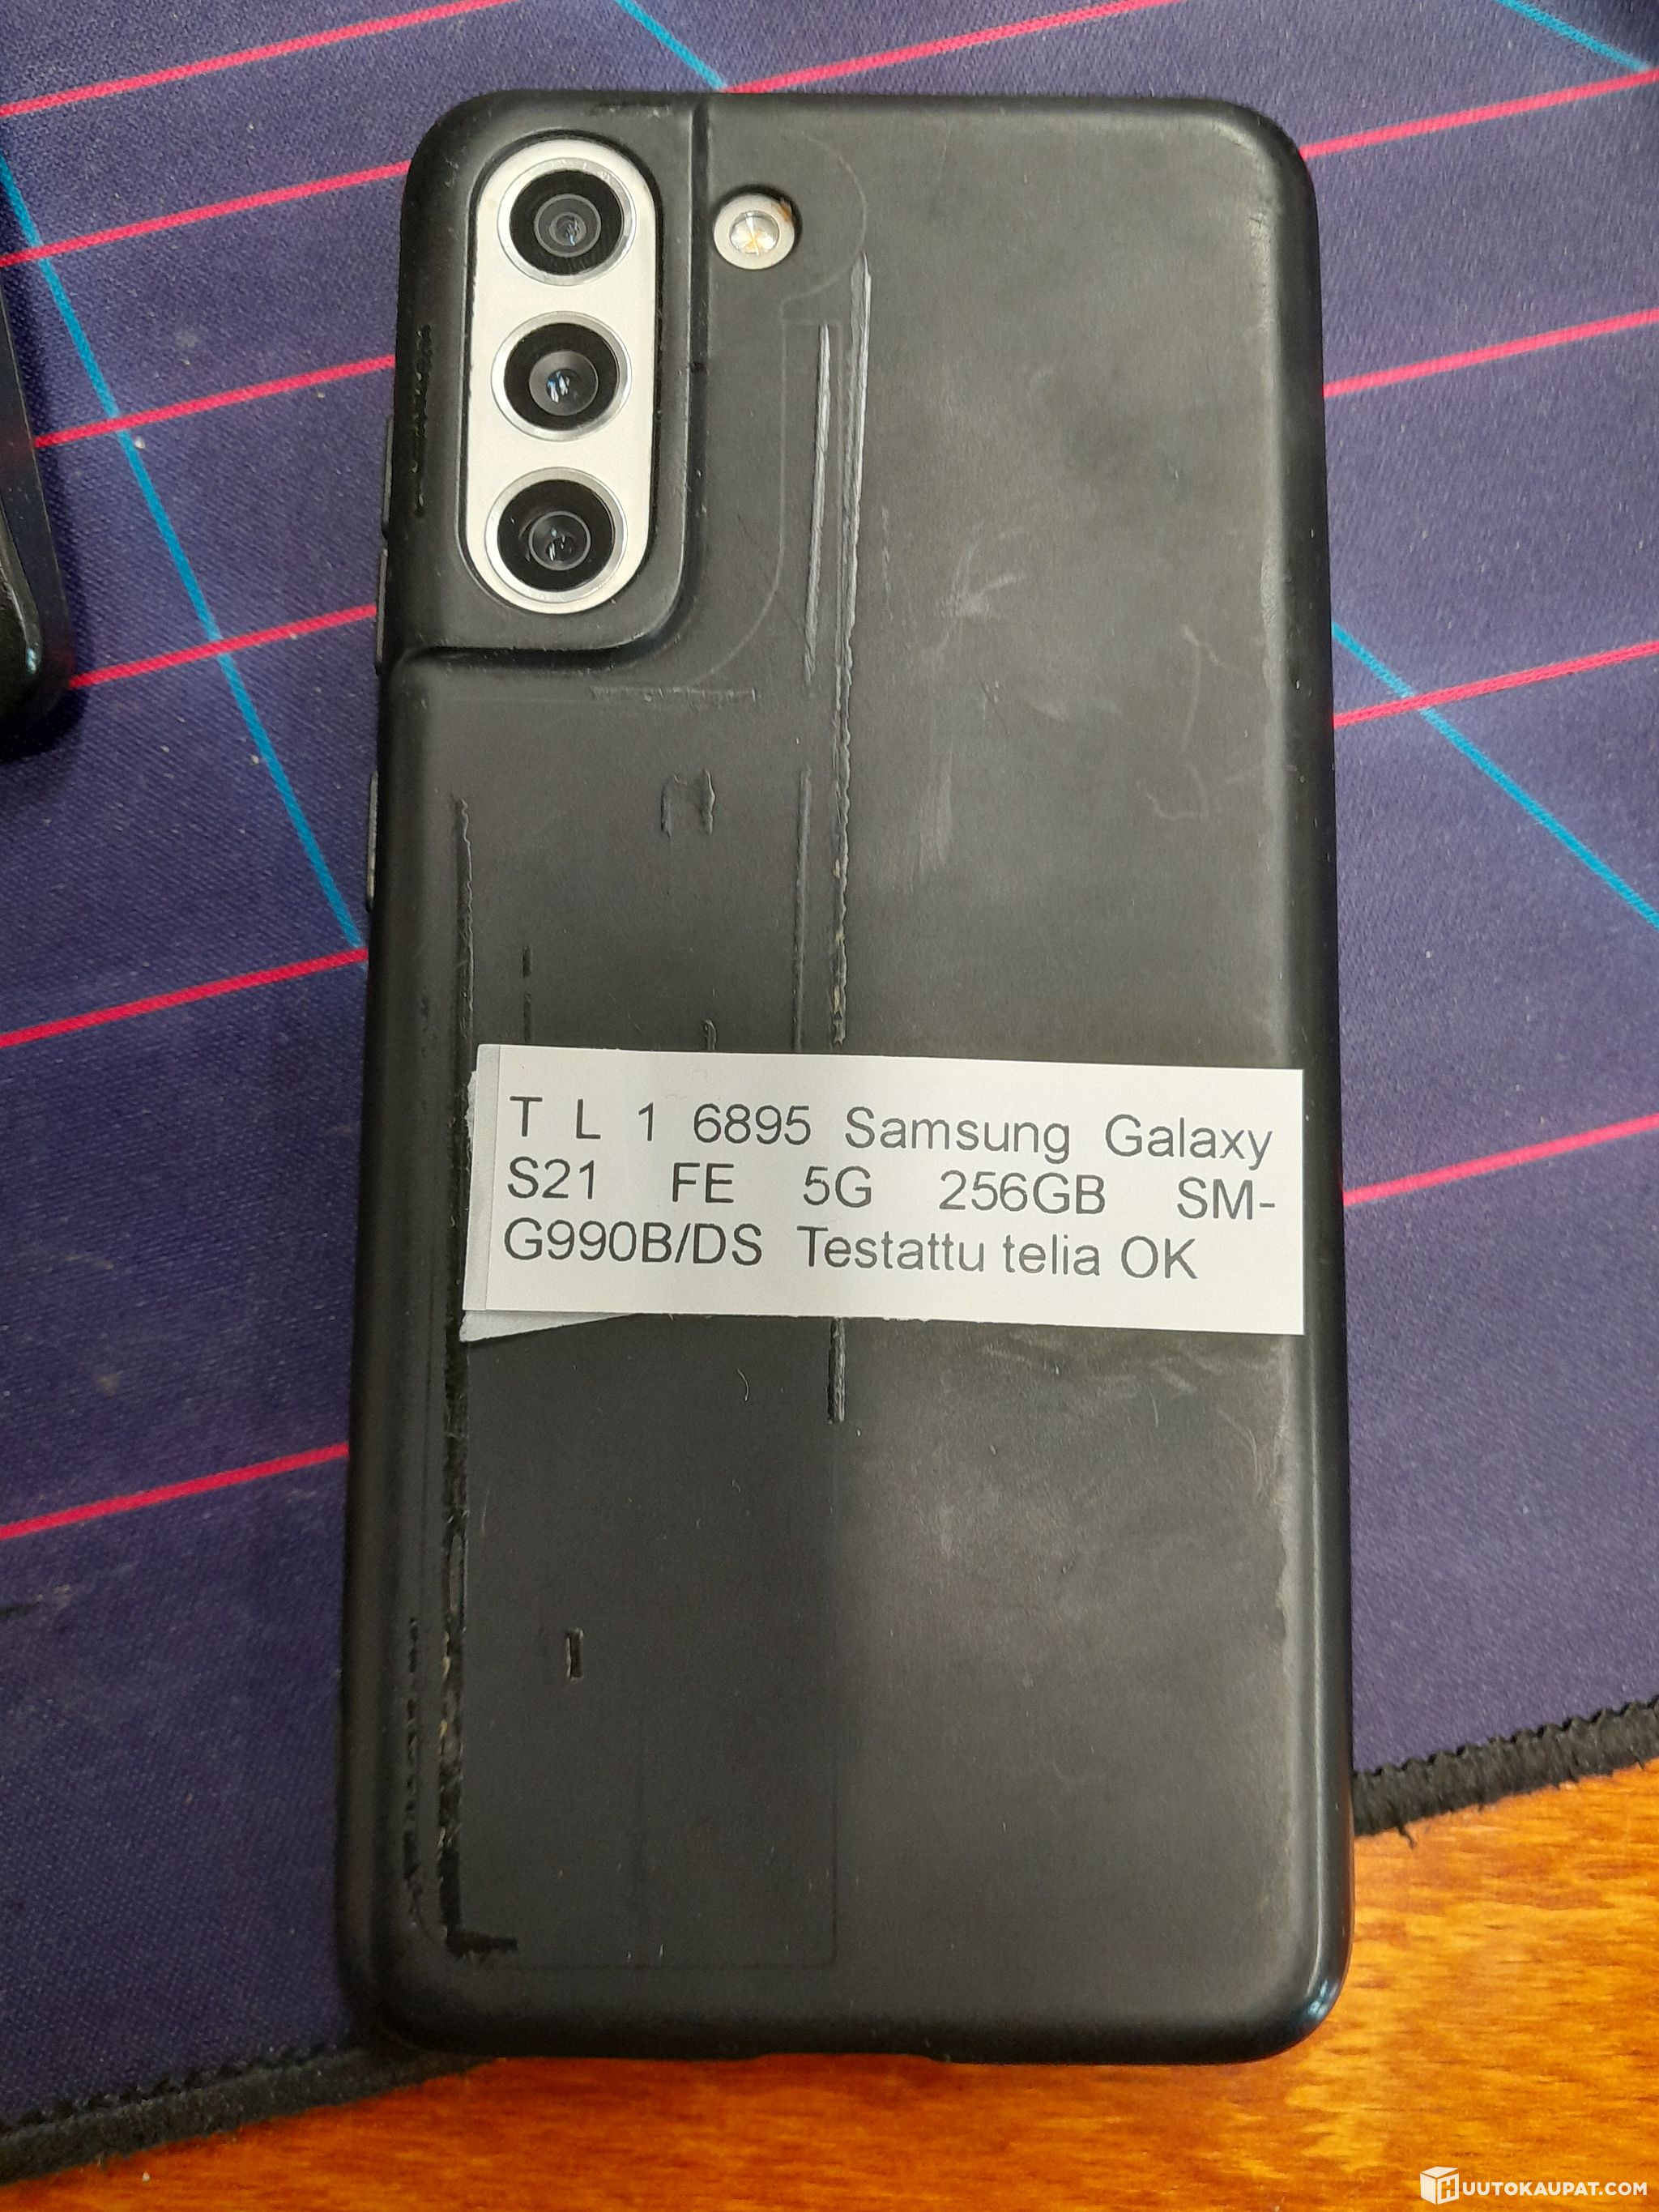 T L 1 6895 Samsung Galaxy
S21 FE 5G 256GB SM-
G990B/DS Testattu telia OK
HUUTOKAUPAT.COM